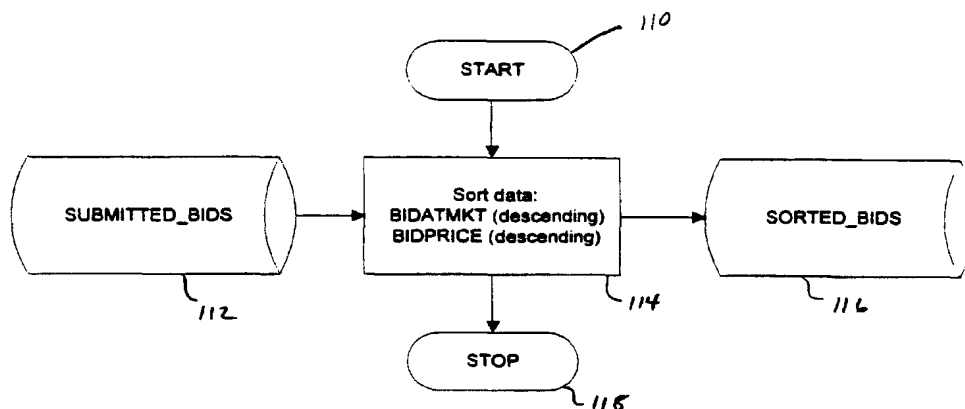 110
START
SUBMITTED_BIDS
Sort data:
BIDATMKT (descending)
BIDPRICE (descending)
SORTED_BIDS
112
114
116
STOP
118